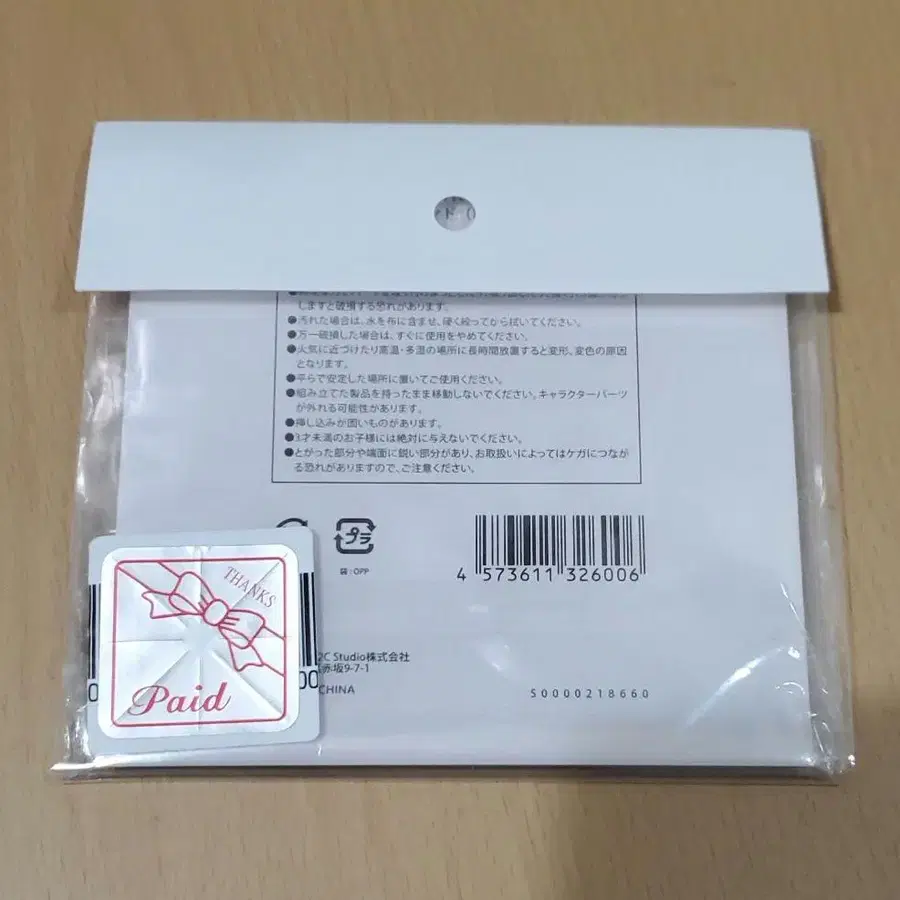 しますと破損する恐れがあります。
●汚れた場合は、水を布に含ませ、硬く絞ってから拭いてください。
●万一破損した場合は、すぐに使用をやめてください。
●火気に近づけたり高温・多湿の場所に長時間放置すると変形、変色の原因
となります。
●平らで安定した場所に置いてご使用ください。
●組み立てた製品を持ったまま移動しないでください。キャラクターパーツ
が外れる可能性があります。
●挿し込みが固いものがあります。
●3才未満のお子様には絶対に与えないでください。
●とがった部分や端面に鋭い部分があり、お取扱いによってはケガにつなが
る恐れがありますので、ご注意ください。
プラ
袋:OPP
4 573611 326006
THANKS
Paid
0
00
2C Studio株式会社
赤坂9-7-1
CHINA
S0000218660